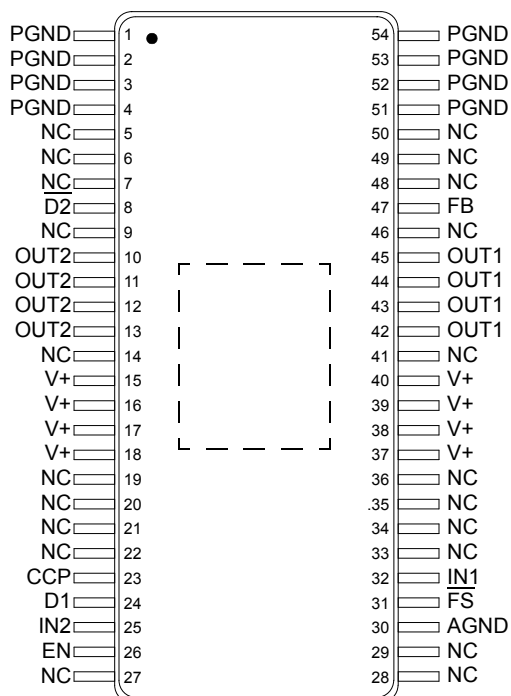 PGND 1 54 PGND
PGND 2 53 PGND
PGND 3 52 PGND
PGND 4 51 PGND
NC 5 50 NC
NC 6 49 NC
NC 7 48 NC
D2 8 47 FB
NC 9 46 NC
OUT2 10 45 OUT1
OUT2 11 44 OUT1
OUT2 12 43 OUT1
OUT2 13 42 OUT1
NC 14 41 NC
V+ 15 40 V+
V+ 16 39 V+
V+ 17 38 V+
V+ 18 37 V+
NC 19 36 NC
NC 20 .35 NC
NC 21 34 NC
NC 22 33 NC
CCP 23 32 IN1
D1 24 31 FS
IN2 25 30 AGND
EN 26 29 NC
NC 27 28 NC